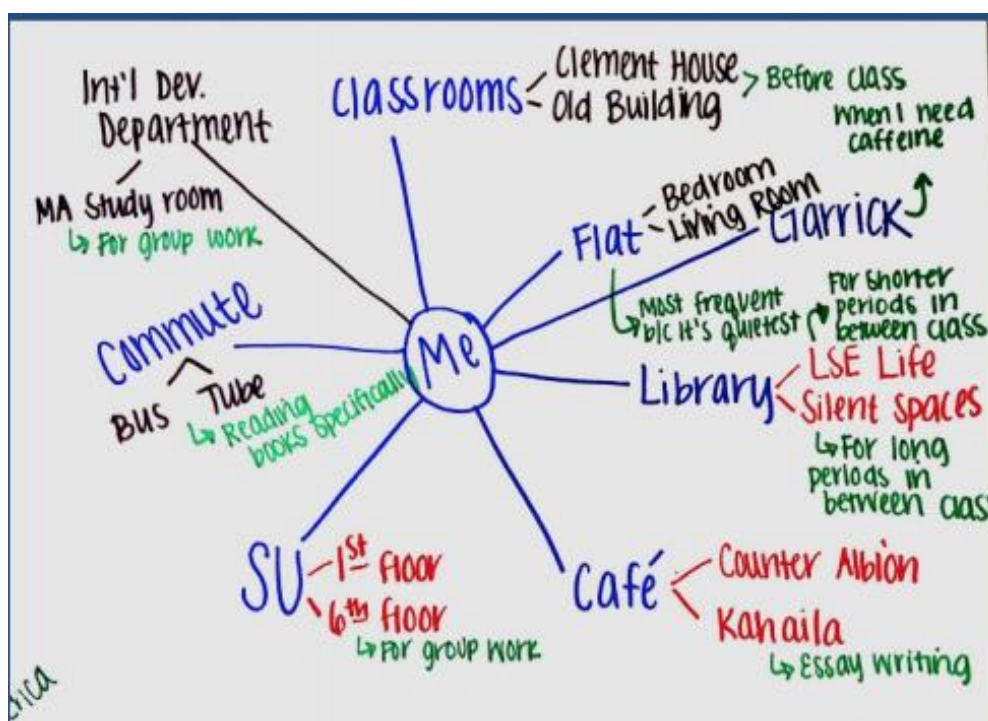 Int'l Dev.
Department
MA Study room
↳ For group work
Classrooms
Clement House
Old Building
Before class
When I need
caffeine
Flat
Bedroom
Living Room
Most frequent
b/c it's quietest
Garrick
For shorter
periods in
between class
Library
LSE Life
Silent Spaces
↳ For long
periods in
between class
Commute
Bus
Tube
↳ Reading
books specifically
Me
SU
1st floor
6th floor
↳ For group work
Café
Counter Albion
Kahaila
↳ Essay writing